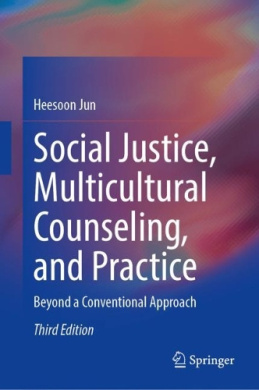 Heesoon Jun
Social Justice,
Multicultural
Counseling,
and Practice
Beyond a Conventional Approach
Third Edition
Springer